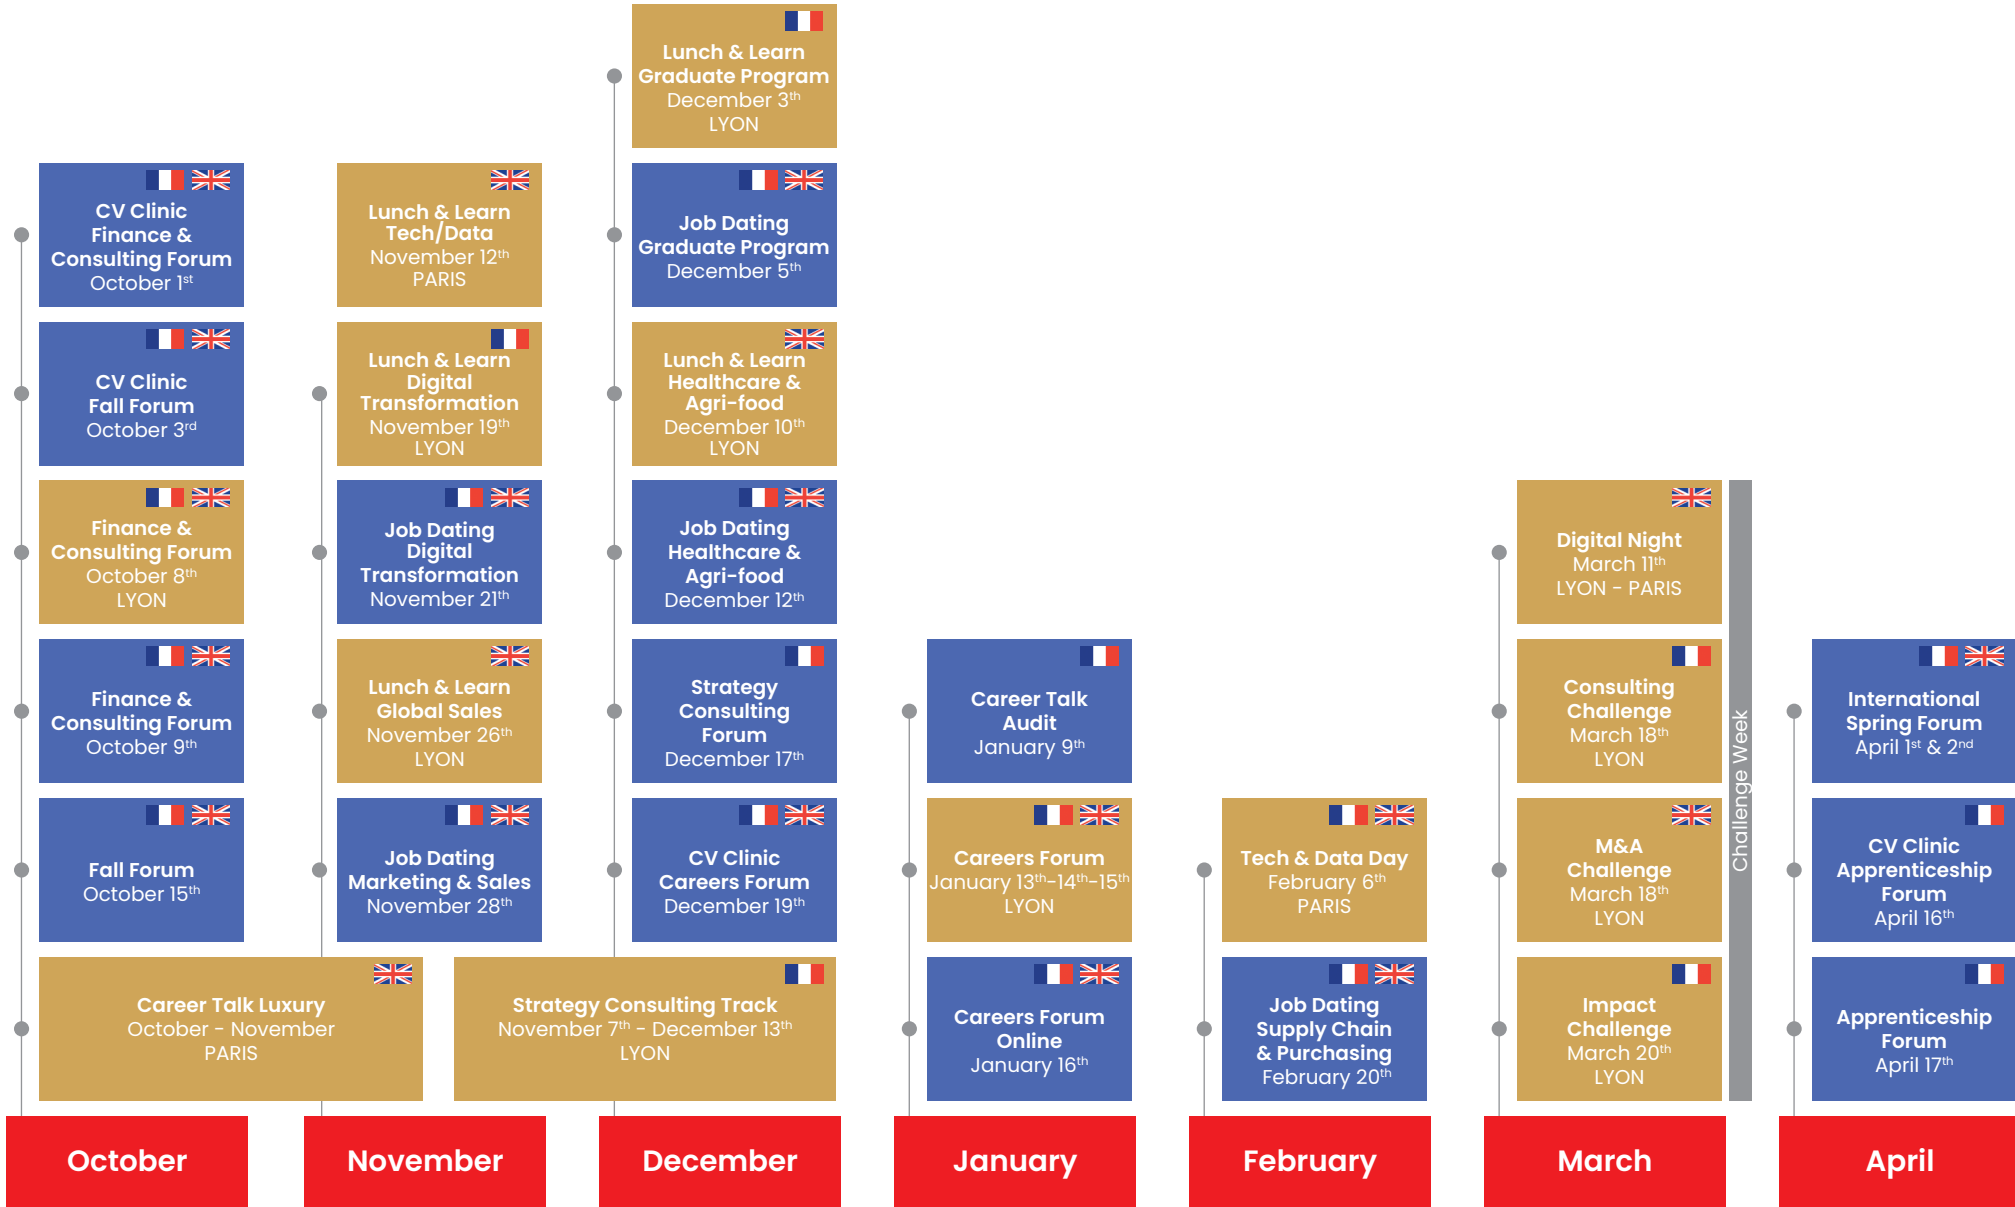 CV Clinic
Finance &
Consulting Forum
October 1st
CV Clinic
Fall Forum
October 3rd
Finance &
Consulting Forum
October 8th
LYON
Finance &
Consulting Forum
October 9th
Fall Forum
October 15th
Career Talk Luxury
October - November
PARIS
October
Lunch & Learn
Tech/Data
November 12th
PARIS
Lunch & Learn
Digital
Transformation
November 19th
LYON
Job Dating
Digital
Transformation
November 21th
Lunch & Learn
Global Sales
November 26th
LYON
Job Dating
Marketing & Sales
November 28th
November
Lunch & Learn
Graduate Program
December 3th
LYON
Job Dating
Graduate Program
December 5th
Lunch & Learn
Healthcare &
Agri-food
December 10th
LYON
Job Dating
Healthcare &
Agri-food
December 12th
Strategy
Consulting
Forum
December 17th
CV Clinic
Careers Forum
December 19th
Strategy Consulting Track
November 7th - December 13th
LYON
December
Career Talk
Audit
January 9th
Careers Forum
January 13th-14th-15th
LYON
Careers Forum
Online
January 16th
January
Tech & Data Day
February 6th
PARIS
Job Dating
Supply Chain
& Purchasing
February 20th
February
Digital Night
March 11th
LYON - PARIS
Consulting
Challenge
March 18th
LYON
M&A
Challenge
March 18th
LYON
Impact
Challenge
March 20th
LYON
Challenge Week
March
International
Spring Forum
April 1st & 2nd
CV Clinic
Apprenticeship
Forum
April 16th
Apprenticeship
Forum
April 17th
April